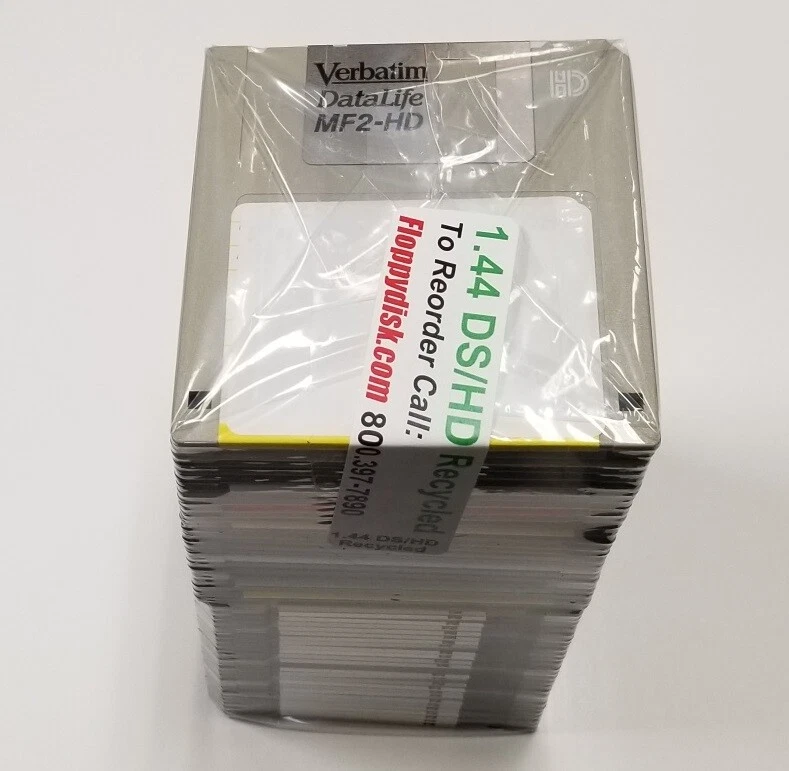 Verbatim
DataLife
MF2-HD
HD
1.44 DS/HD Recycled
To Reorder Call:
Floppydisk.com 800.397-7890
1.44 DS/HD
Recycled